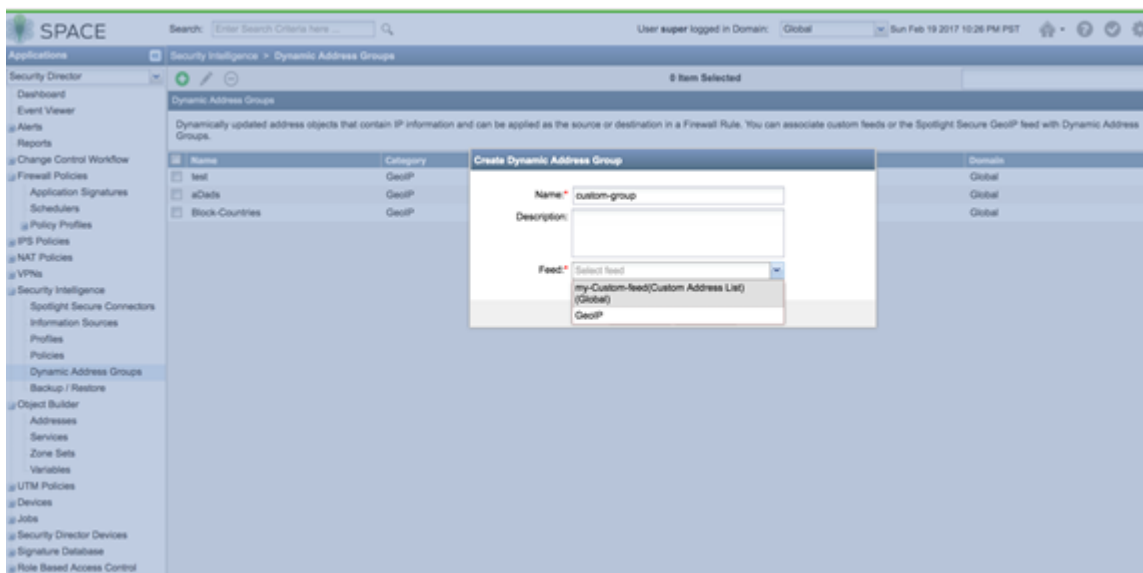 SPACE
Search: Enter Search Criteria here ...
User super logged in Domain: Global
Sun Feb 19 2017 10:26 PM PST
Applications
Security Intelligence > Dynamic Address Groups
Security Director
0 Item Selected
Dashboard
Event Viewer
Alerts
Reports
Change Control Workflow
Firewall Policies
Application Signatures
Schedulers
Policy Profiles
IPS Policies
NAT Policies
VPNs
Security Intelligence
Spotlight Secure Connectors
Information Sources
Profiles
Policies
Dynamic Address Groups
Backup / Restore
Object Builder
Addresses
Services
Zone Sets
Variables
UTM Policies
Devices
Jobs
Security Director Devices
Signature Database
Role Based Access Control
Dynamic Address Groups
Dynamically updated address objects that contain IP information and can be applied as the source or destination in a Firewall Rule. You can associate custom feeds or the Spotlight Secure GeoIP feed with Dynamic Address
Groups.
Name Category Domain
test GeoIP Global
aDads GeoIP Global
Block-Countries GeoIP Global
Create Dynamic Address Group
Name:* custom-group
Description:
Feed:* Select feed
my-Custom-feed(Custom Address List)
(Global)
GeoIP